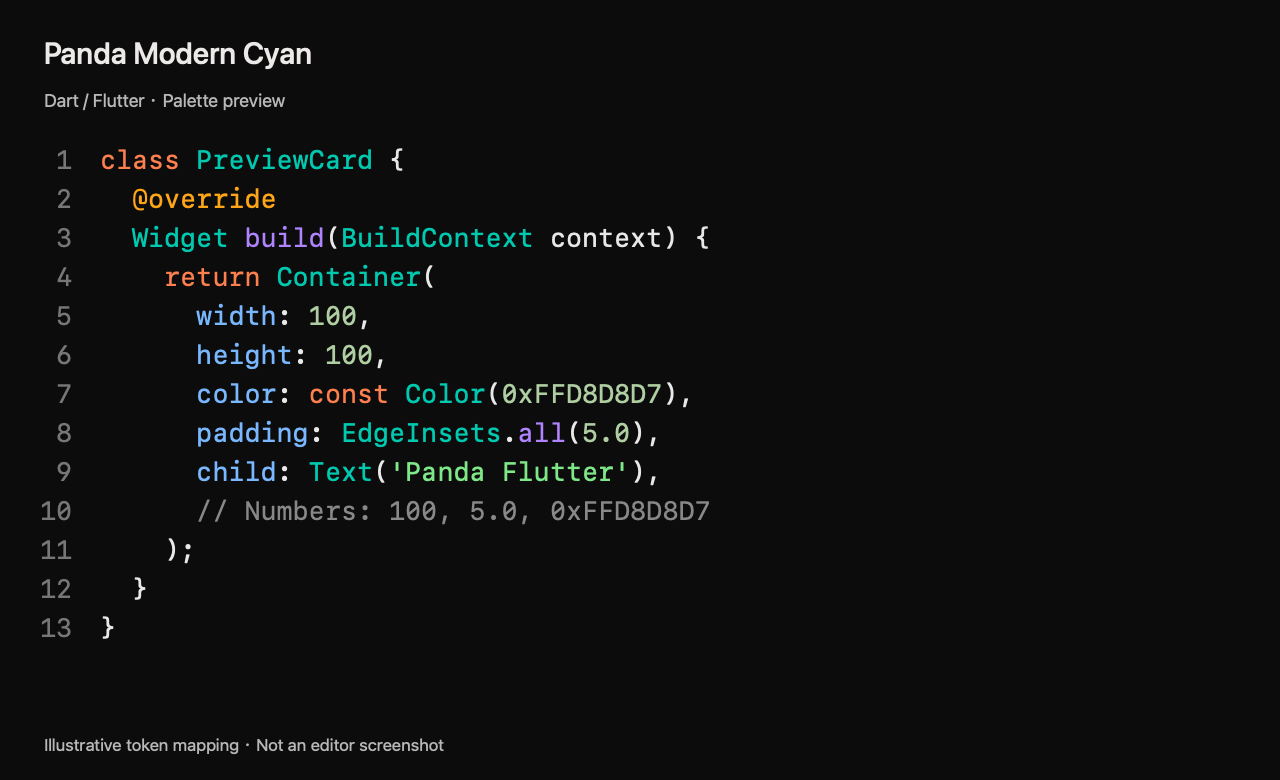 Panda Modern Cyan
Dart / Flutter · Palette preview
1 class PreviewCard {
2   @override
3   Widget build(BuildContext context) {
4     return Container(
5       width: 100,
6       height: 100,
7       color: const Color(0xFFD8D8D7),
8       padding: EdgeInsets.all(5.0),
9       child: Text('Panda Flutter'),
10       // Numbers: 100, 5.0, 0xFFD8D8D7
11     );
12   }
13 }
Illustrative token mapping · Not an editor screenshot